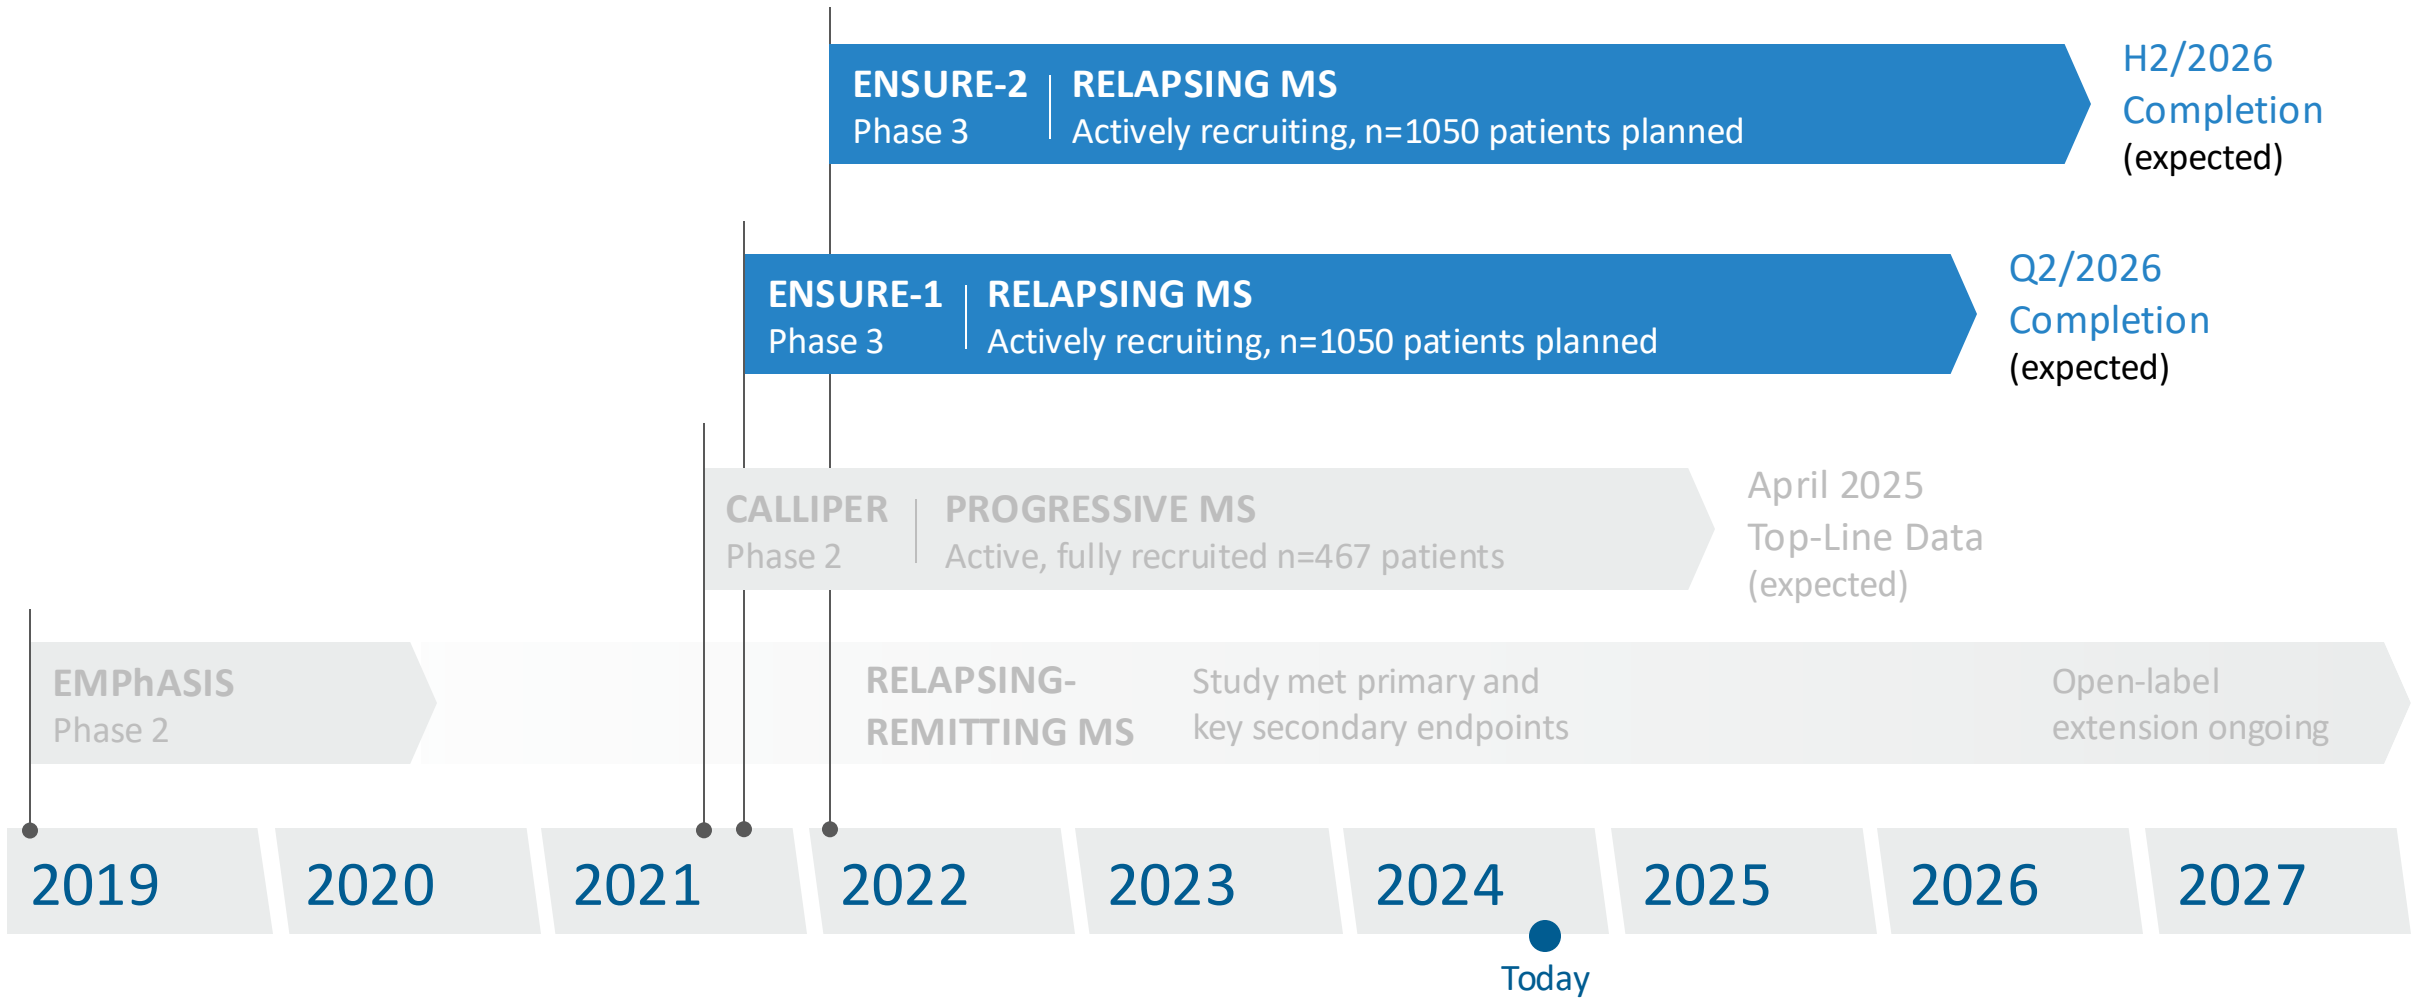 ENSURE-2
Phase 3
RELAPSING MS
Actively recruiting, n=1050 patients planned
H2/2026
Completion
(expected)
ENSURE-1
Phase 3
RELAPSING MS
Actively recruiting, n=1050 patients planned
Q2/2026
Completion
(expected)
CALLIPER
Phase 2
PROGRESSIVE MS
Active, fully recruited n=467 patients
April 2025
Top-Line Data
(expected)
EMPhASIS
Phase 2
RELAPSING-
REMITTING MS
Study met primary and
key secondary endpoints
Open-label
extension ongoing
2019
2020
2021
2022
2023
2024
2025
2026
2027
Today